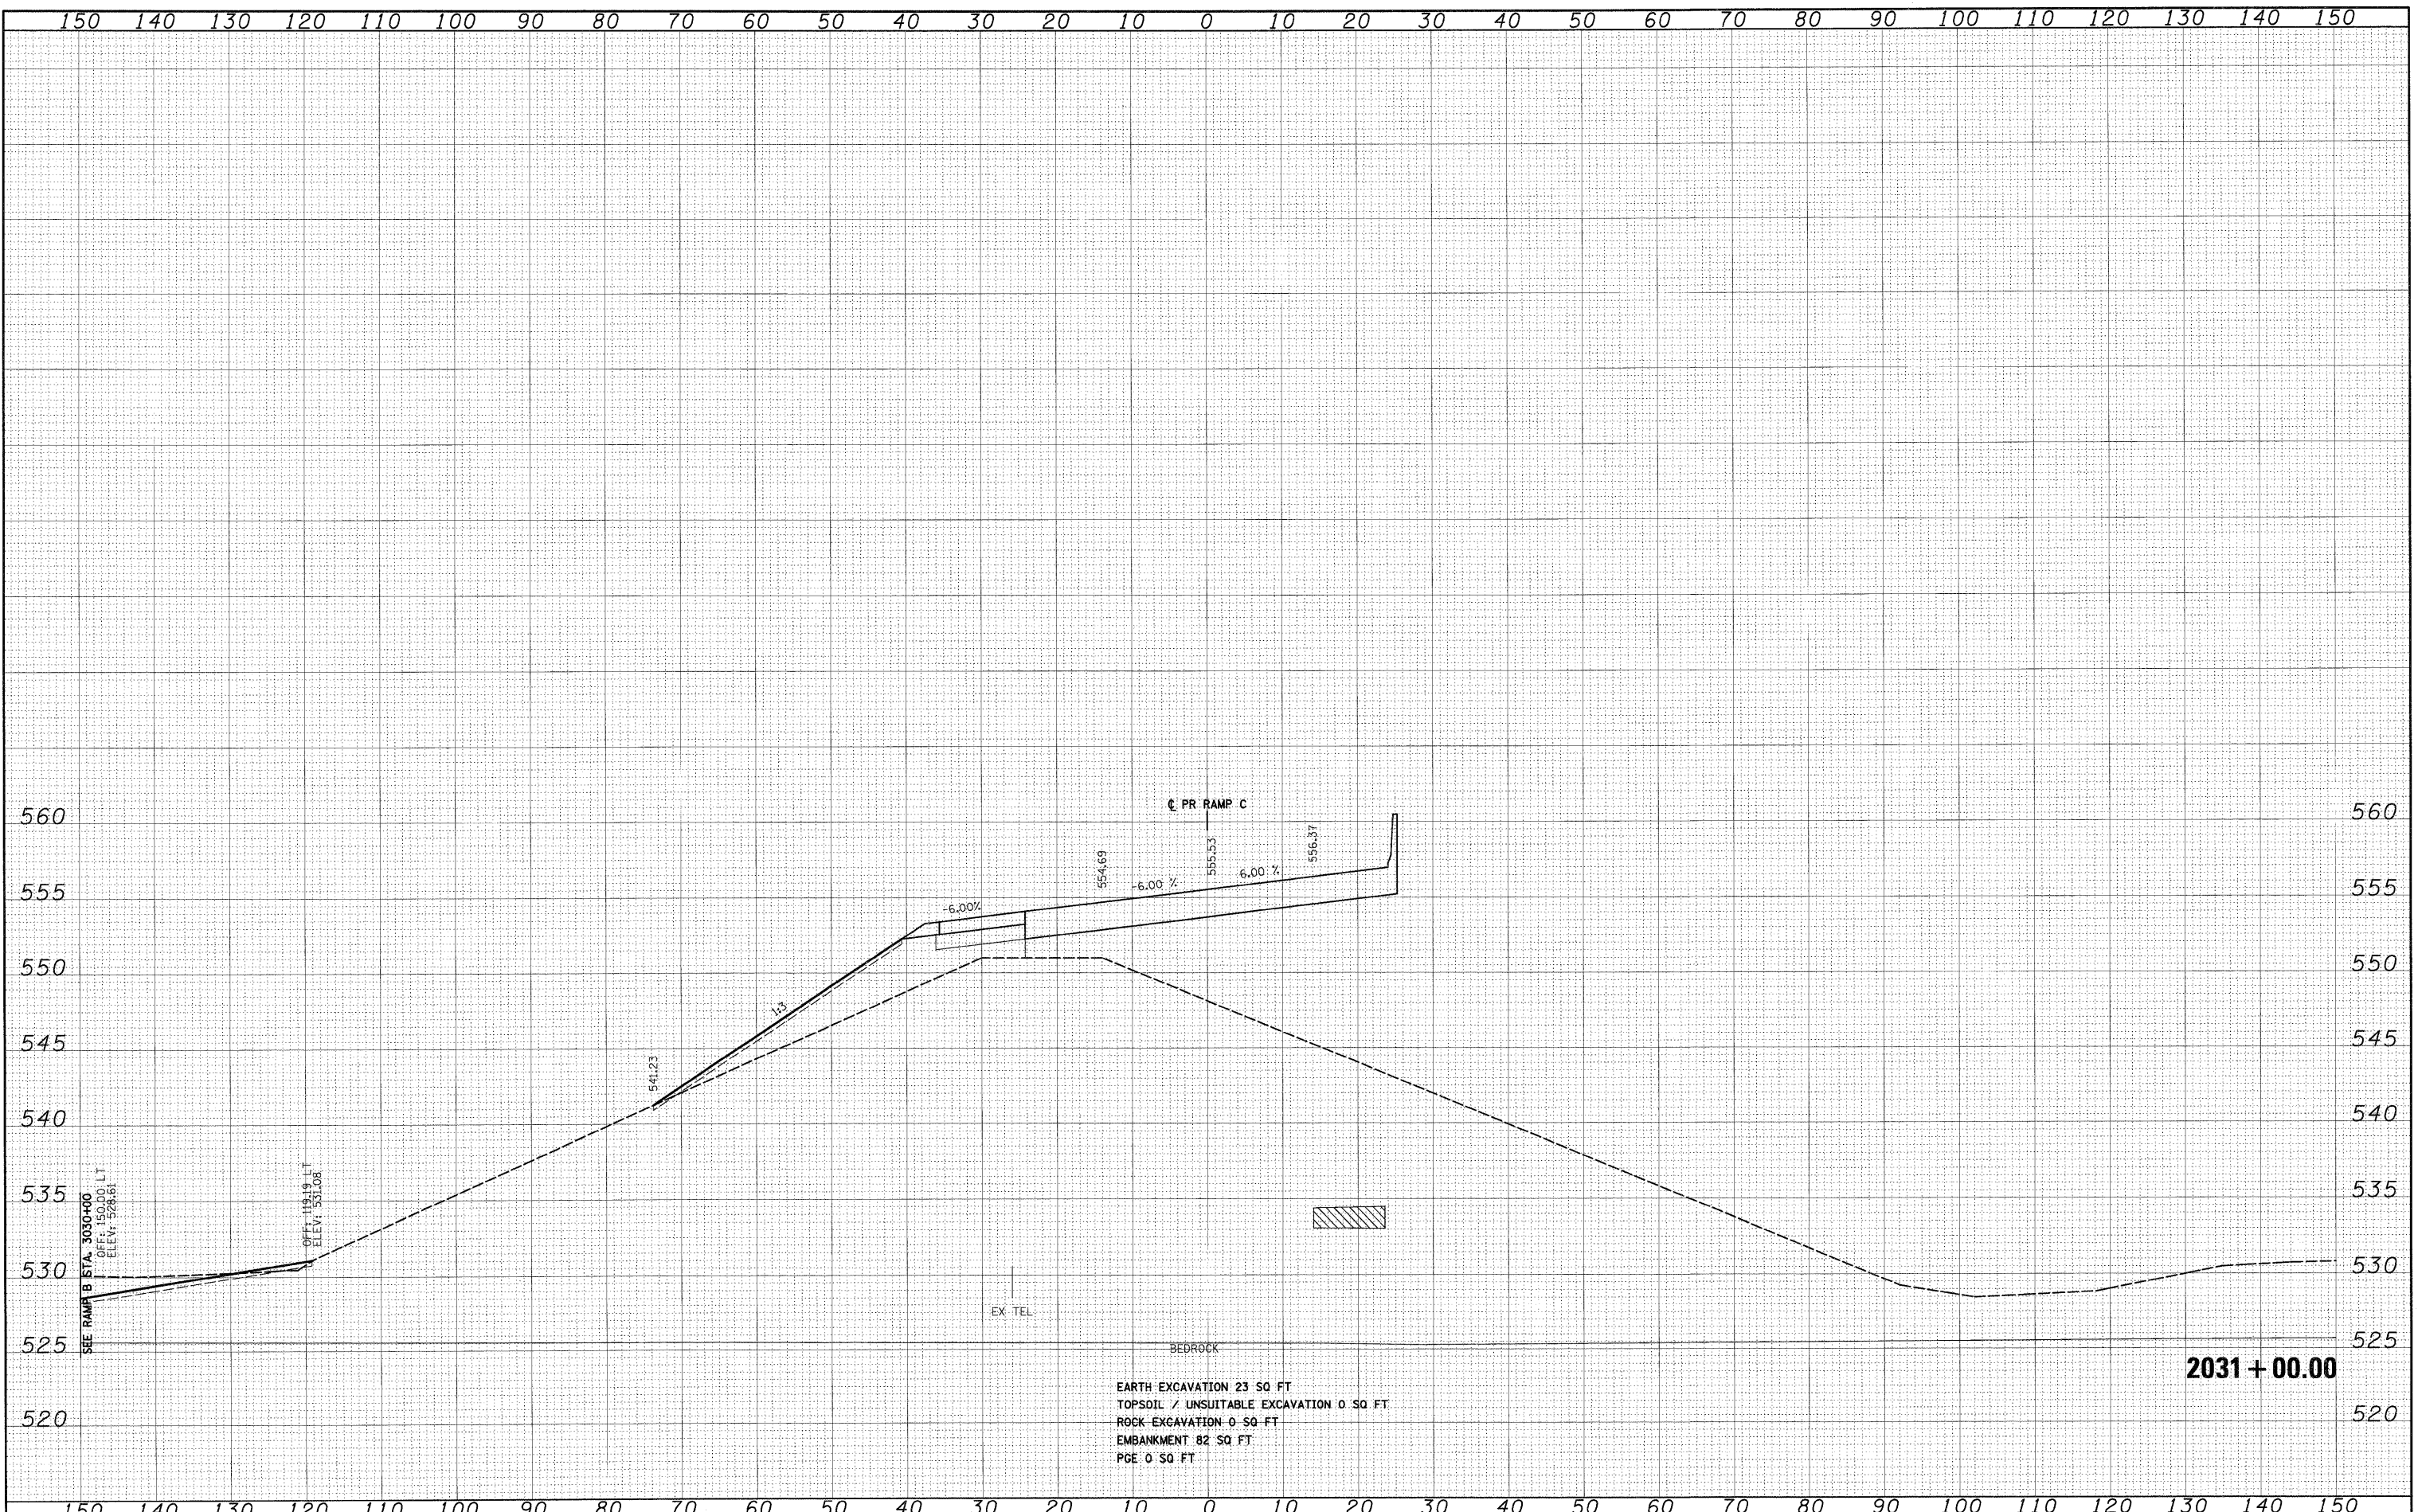 150 140 130 120 110 100 90 80 70 60 50 40 30 20 10 0 10 20 30 40 50 60 70 80 90 100 110 120 130 140 150
℄ PR RAMP C
560 560
554.69
555.53
556.37
-6.00% -6.00 % 6.00 %
555 555
550 550
1:3
545 545
541.23
540 540
SEE RAMP B STA. 3030+00
OFF: 150.00 LT
ELEV: 528.61
OFF: 119.19 LT
ELEV: 531.08
535 535
530 530
EX TEL
525 525
BEDROCK
2031+00.00
EARTH EXCAVATION 23 SQ FT
TOPSOIL / UNSUITABLE EXCAVATION 0 SQ FT
ROCK EXCAVATION 0 SQ FT
EMBANKMENT 82 SQ FT
PGE 0 SQ FT
520 520
150 140 130 120 110 100 90 80 70 60 50 40 30 20 10 0 10 20 30 40 50 60 70 80 90 100 110 120 130 140 150